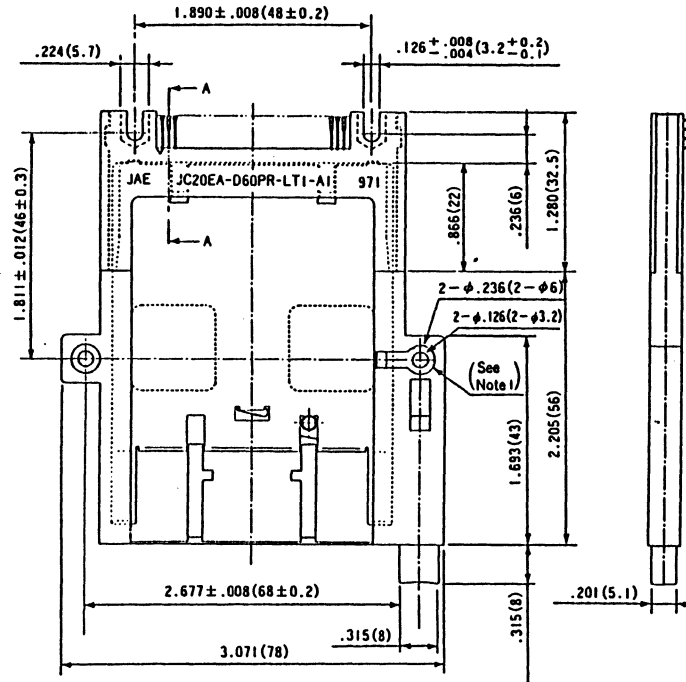 1.890±.008(48±0.2)
.224(5.7)
.126+.008-.004(3.2+0.2-0.1)
A
JAE JC20EA-D60PR-LT1-A1 971
A
1.811±.012(46±0.3)
.866(22)
.236(6)
1.280(32.5)
2-φ.236(2-φ6)
2-φ.126(2-φ3.2)
(See
Note 1)
1.693(43)
2.205(56)
2.677±.008(68±0.2)
.315(8)
.315(8)
.201(5.1)
3.071(78)